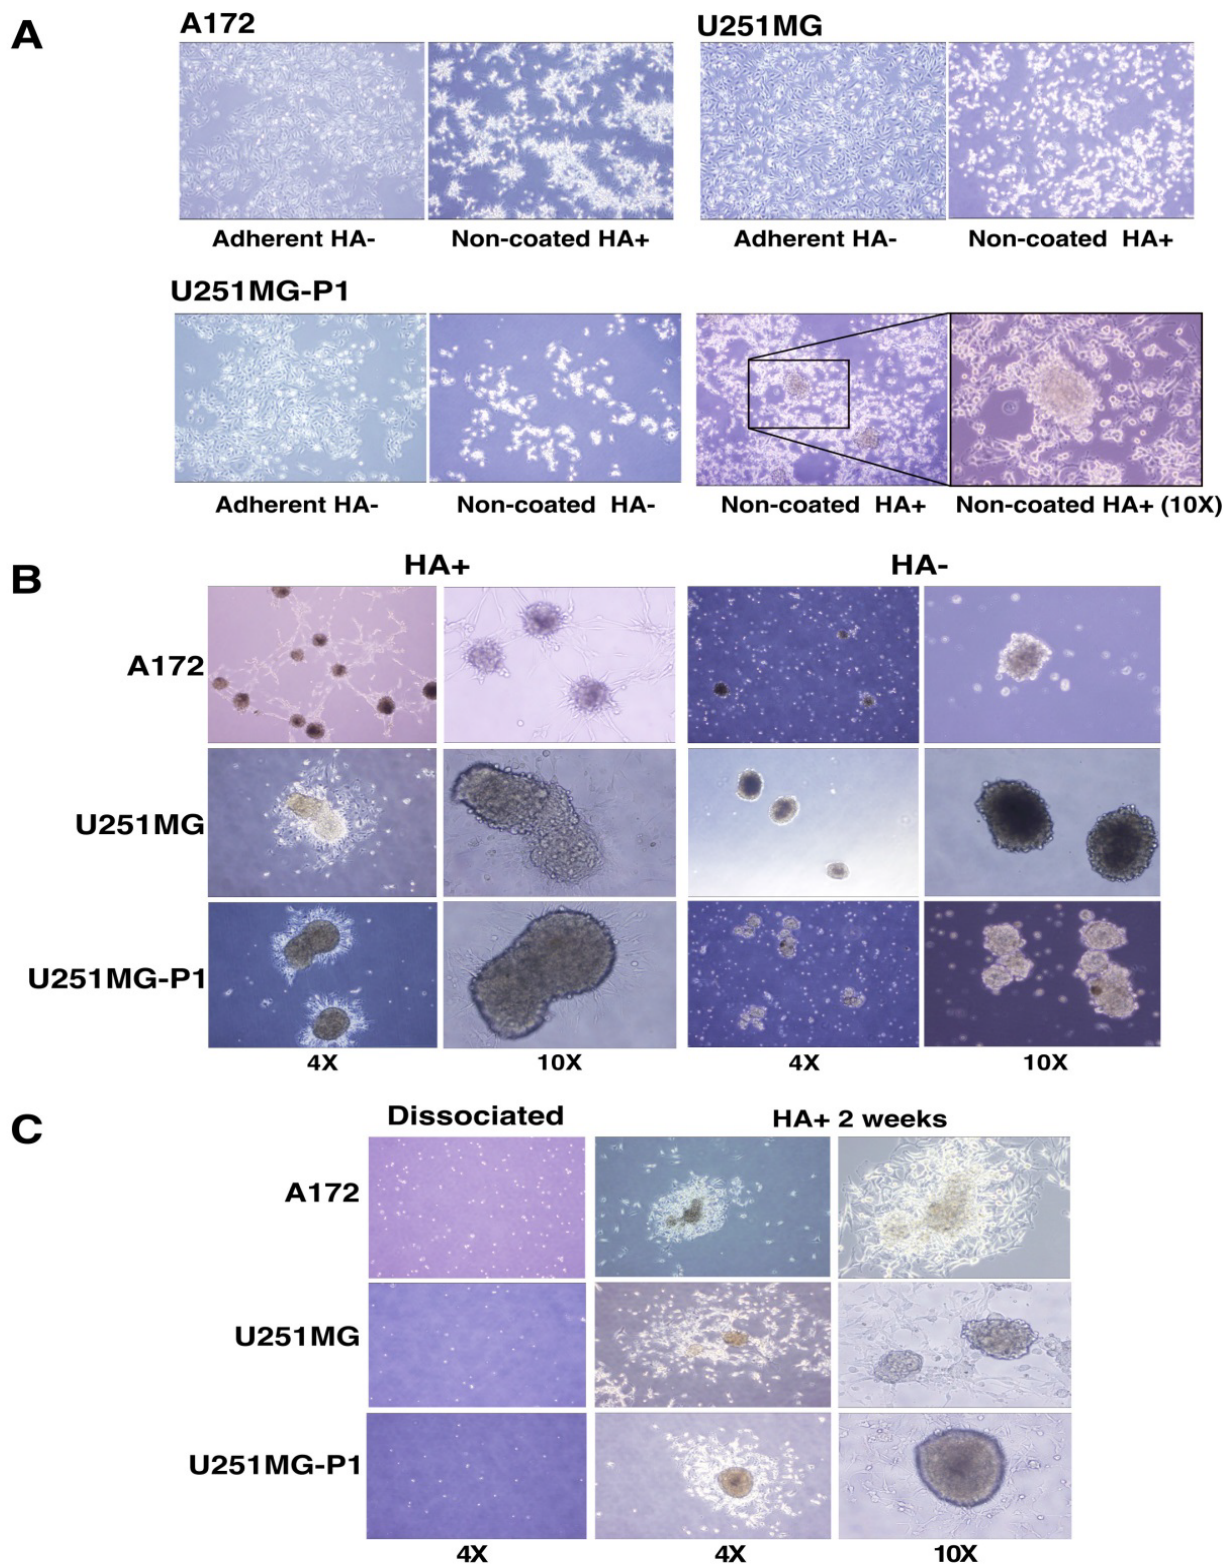 A
A172
U251MG
Adherent HA-
Non-coated HA+
Adherent HA-
Non-coated HA+
U251MG-P1
Adherent HA-
Non-coated HA-
Non-coated HA+
Non-coated HA+ (10X)
B
HA+
HA-
A172
U251MG
U251MG-P1
4X
10X
4X
10X
C
Dissociated
HA+ 2 weeks
A172
U251MG
U251MG-P1
4X
4X
10X